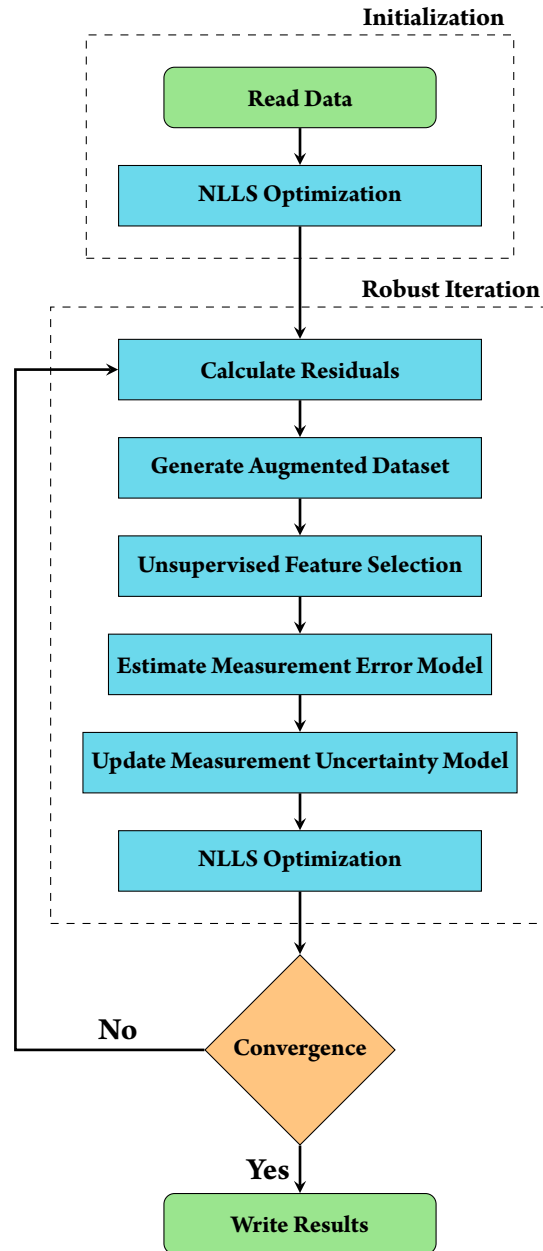 Initialization
Read Data
NLLS Optimization
Robust Iteration
Calculate Residuals
Generate Augmented Dataset
Unsupervised Feature Selection
Estimate Measurement Error Model
Update Measurement Uncertainty Model
NLLS Optimization
Convergence
No
Yes
Write Results